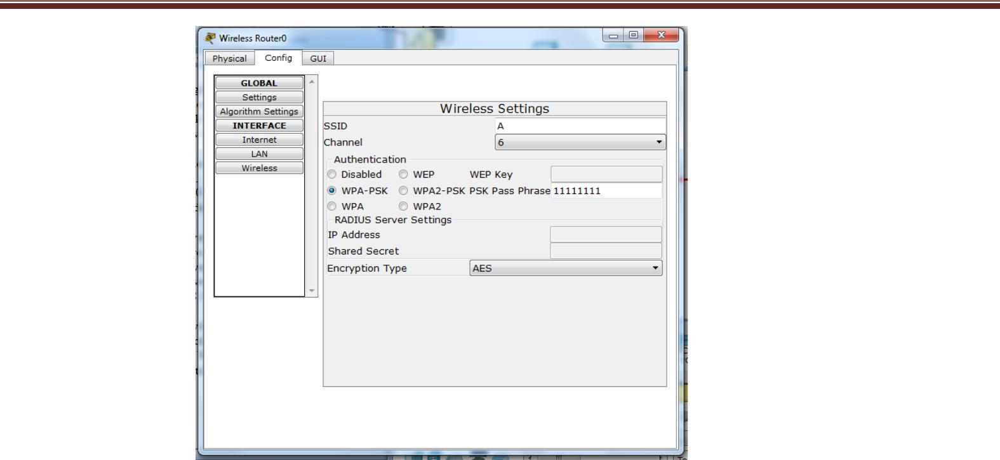 Wireless Router0
Physical Config GUI
GLOBAL
Settings
Algorithm Settings
INTERFACE
Internet
LAN
Wireless
Wireless Settings
SSID A
Channel 6
Authentication
Disabled WEP WEP Key
WPA-PSK WPA2-PSK PSK Pass Phrase 11111111
WPA WPA2
RADIUS Server Settings
IP Address
Shared Secret
Encryption Type AES